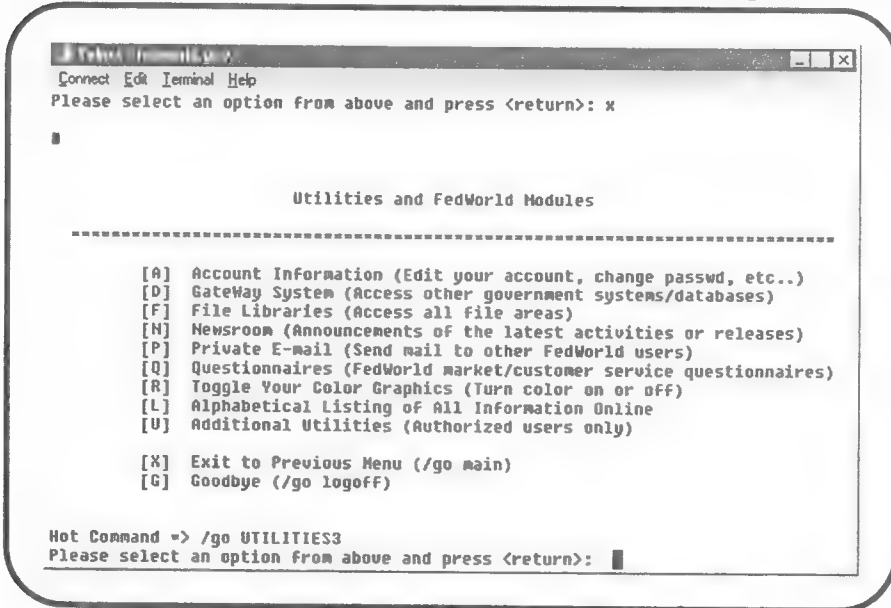 Connect Edit Terminal Help
Please select an option from above and press <return>: x
Utilities and FedWorld Modules
[A] Account Information (Edit your account, change passwd, etc..)
[D] GateWay System (Access other government systems/databases)
[F] File Libraries (Access all file areas)
[N] Newsroom (Announcements of the latest activities or releases)
[P] Private E-mail (Send mail to other FedWorld users)
[Q] Questionnaires (FedWorld market/customer service questionnaires)
[R] Toggle Your Color Graphics (Turn color on or off)
[L] Alphabetical Listing of All Information Online
[U] Additional Utilities (Authorized users only)
[X] Exit to Previous Menu (/go main)
[G] Goodbye (/go logoff)
Hot Command => /go UTILITIES3
Please select an option from above and press <return>: